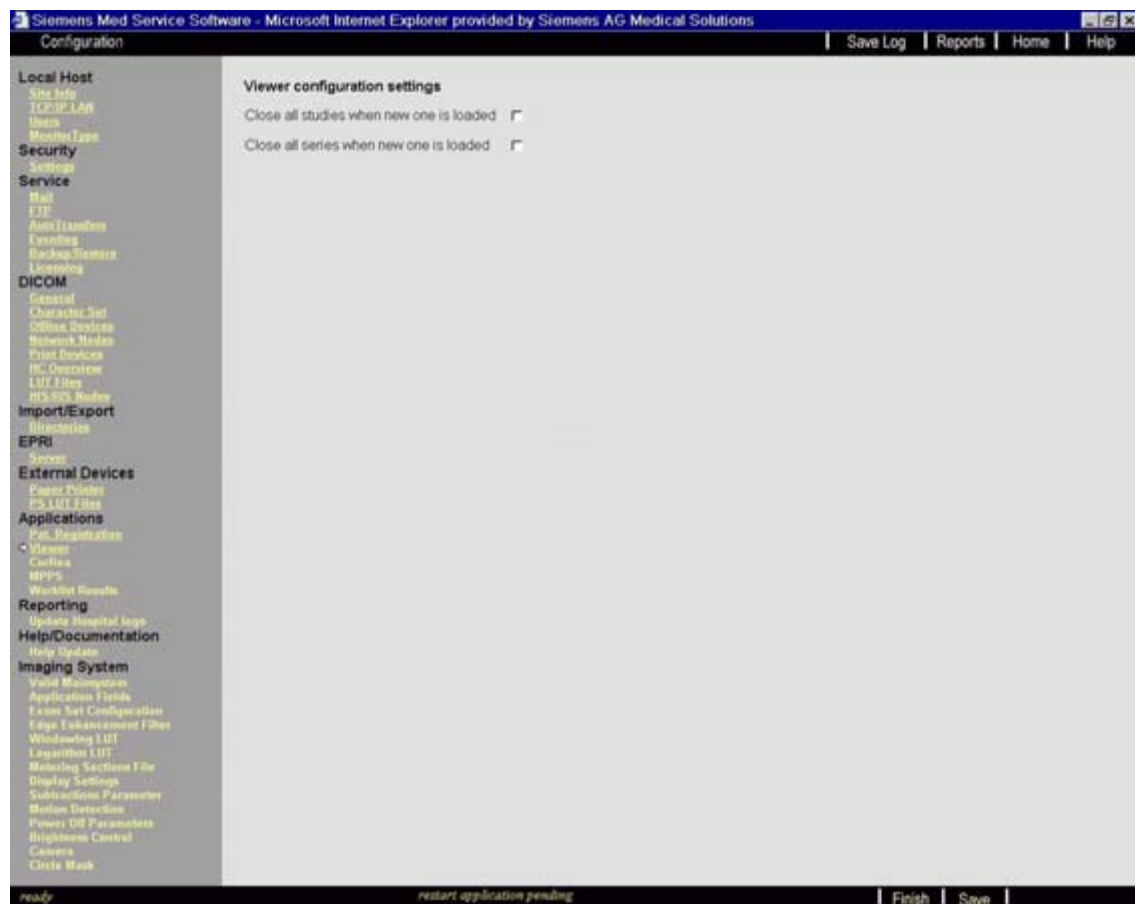 Siemens Med Service Software - Microsoft Internet Explorer provided by Siemens AG Medical Solutions
Configuration
Save Log
Reports
Home
Help
Local Host
Site Info
TCP/IP LAN
Users
MonitorType
Security
Settings
Service
Mail
FTP
AutoTransfers
Eventlog
Backup/Restore
Licensing
DICOM
General
Character Set
Offline Devices
Network Nodes
Print Devices
HC Overview
LUT Files
HIS/RIS Nodes
Import/Export
Directories
EPRI
Server
External Devices
Paper Printer
PS LUT Files
Applications
Pat. Registration
Viewer
MPPS
Worklist Results
Reporting
Update Hospital logo
Help/Documentation
Help Update
Imaging System
Valid Mainsystem
Application Fields
Exam Set Configuration
Edge Enhancement Filter
Windowing LUT
Logarithm LUT
Metering Sections File
Display Settings
Subtractions Parameter
Motion Detection
Power Off Parameters
Brightness Control
Camera
Circle Mask
Viewer configuration settings
Close all studies when new one is loaded
Close all series when new one is loaded
ready
restart application pending
Finish
Save